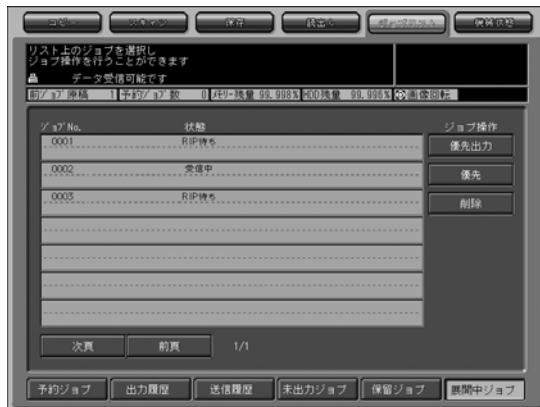 コピー スキャン 保存 読出し ジョブリスト 機械状態
リスト上のジョブを選択し
ジョブ操作を行うことができます
データ受信可能です
前ｼﾞｮﾌﾞ原稿 1 予約ｼﾞｮﾌﾞ数 0 ﾒﾓﾘｰ残量 99.998% HDD残量 99.996% 画像回転
ｼﾞｮﾌﾞNo. 状態 ジョブ操作
0001 RIP待ち 優先出力
0002 受信中 優先
0003 RIP待ち 削除
次頁 前頁 1/1
予約ジョブ 出力履歴 送信履歴 未出力ジョブ 保留ジョブ 展開中ジョブ